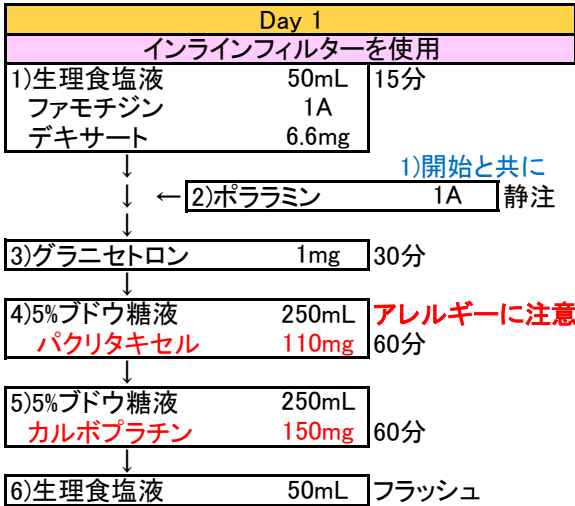 Day 1
インラインフィルターを使用
1)生理食塩液 50mL 15分
ファモチジン 1A
デキサート 6.6mg
↓ 1)開始と共に
↓ ← 2)ポララミン 1A 静注
↓
3)グラニセトロン 1mg 30分
↓
4)5%ブドウ糖液 250mL アレルギーに注意
パクリタキセル 110mg 60分
↓
5)5%ブドウ糖液 250mL
カルボプラチン 150mg 60分
↓
6)生理食塩液 50mL フラッシュ